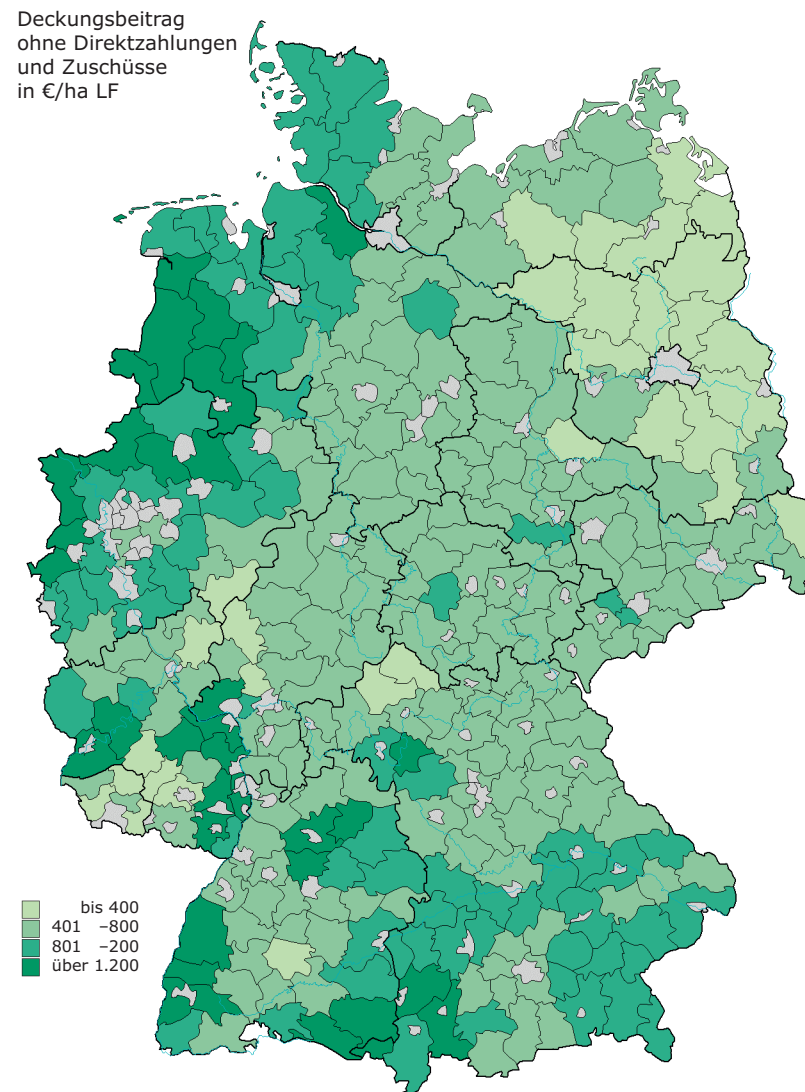 Deckungsbeitrag
ohne Direktzahlungen
und Zuschüsse
in €/ha LF
bis 400
401 –800
801 –200
über 1.200